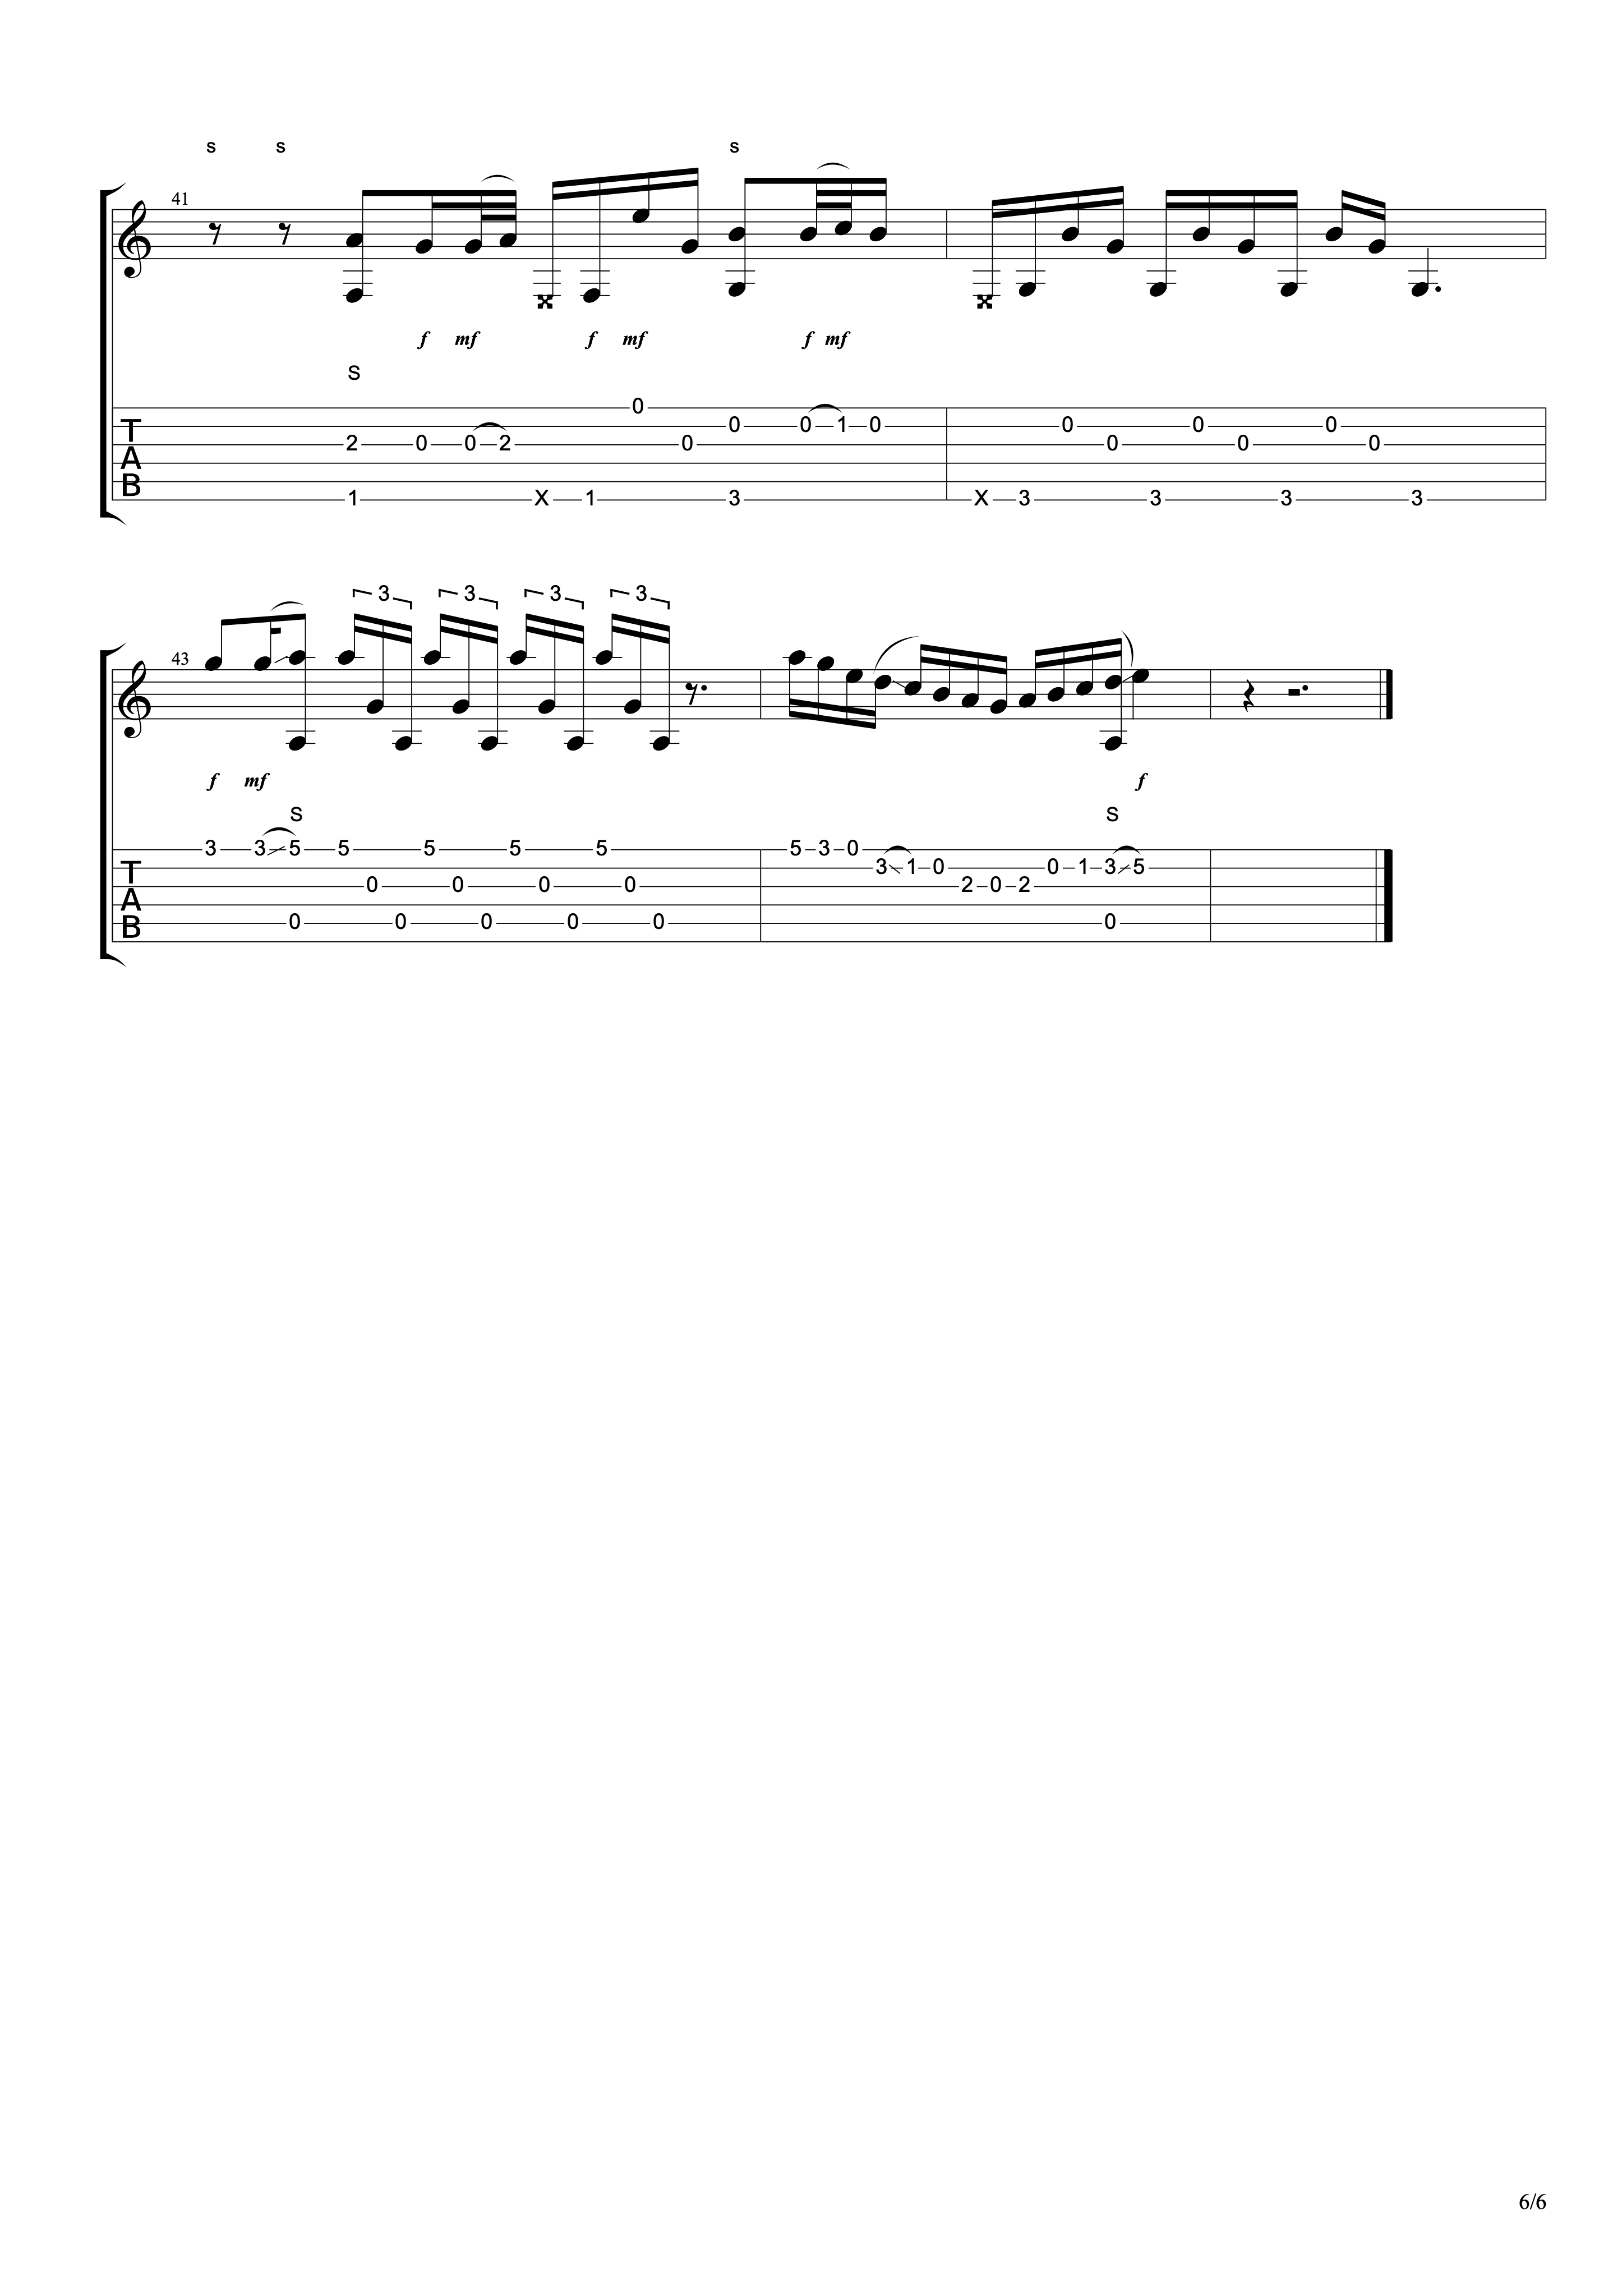 s s s
41
f mf f mf f mf
S
0
0 0 1 0 0 0 0
T 2 0 0 2 0 0 0 0
A
B 1 X 1 3 X 3 3 3 3
3 3 3 3
43
f mf f
S S
3 3 5 5 5 5 5 5 3 0
T 3 1 0 0 1 3 5
0 0 0 0 2 0 2
A
B 0 0 0 0 0 0
6/6